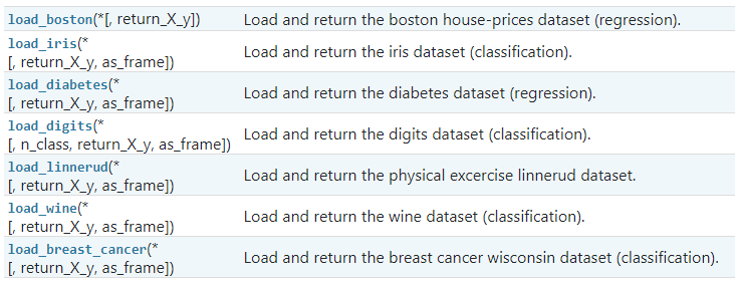 load_boston(*[, return_X_y]) Load and return the boston house-prices dataset (regression).
load_iris(*
[, return_X_y, as_frame]) Load and return the iris dataset (classification).
load_diabetes(*
[, return_X_y, as_frame]) Load and return the diabetes dataset (regression).
load_digits(*
[, n_class, return_X_y, as_frame]) Load and return the digits dataset (classification).
load_linnerud(*
[, return_X_y, as_frame]) Load and return the physical excercise linnerud dataset.
load_wine(*
[, return_X_y, as_frame]) Load and return the wine dataset (classification).
load_breast_cancer(*
[, return_X_y, as_frame]) Load and return the breast cancer wisconsin dataset (classification).